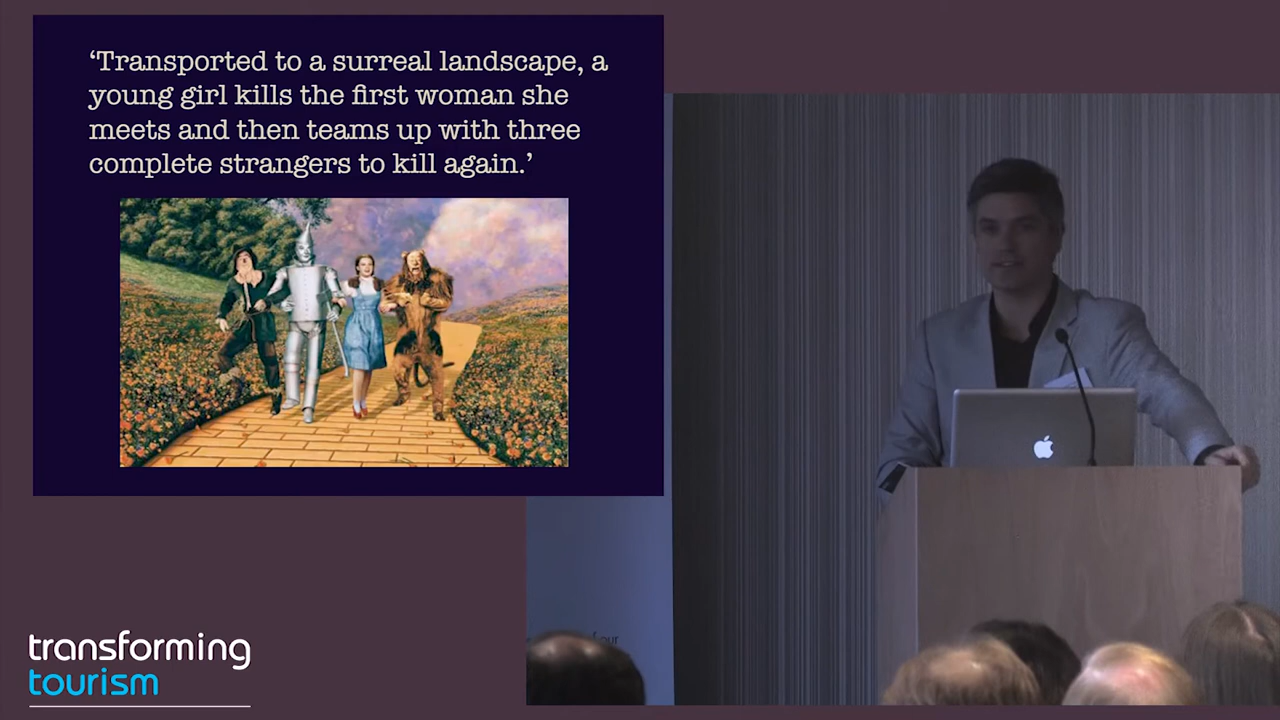 ‘Transported to a surreal landscape, a
young girl kills the first woman she
meets and then teams up with three
complete strangers to kill again.’
transforming
tourism